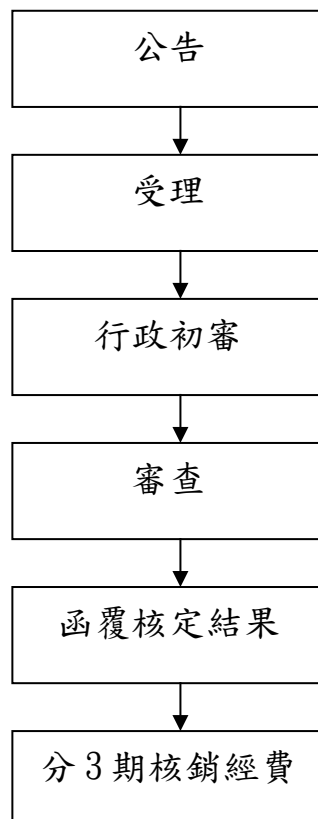 公告
受理
行政初審
審查
函覆核定結果
分3期核銷經費